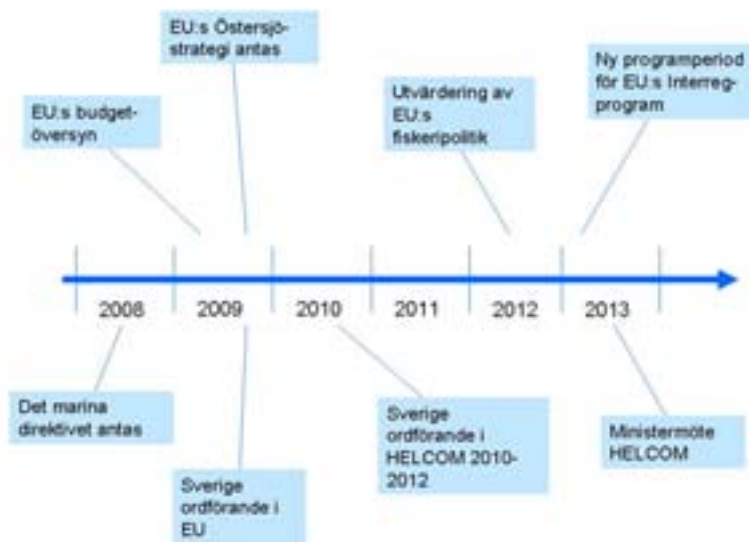 EU:s Östersjö-
strategi antas
Ny programperiod
för EU:s Interreg-
program
EU:s budget-
översyn
Utvärdering av
EU:s
fiskeripolitik
2008
2009
2010
2011
2012
2013
Det marina
direktivet antas
Sverige
ordförande i
HELCOM 2010-
2012
Ministermöte
HELCOM
Sverige
ordförande i
EU